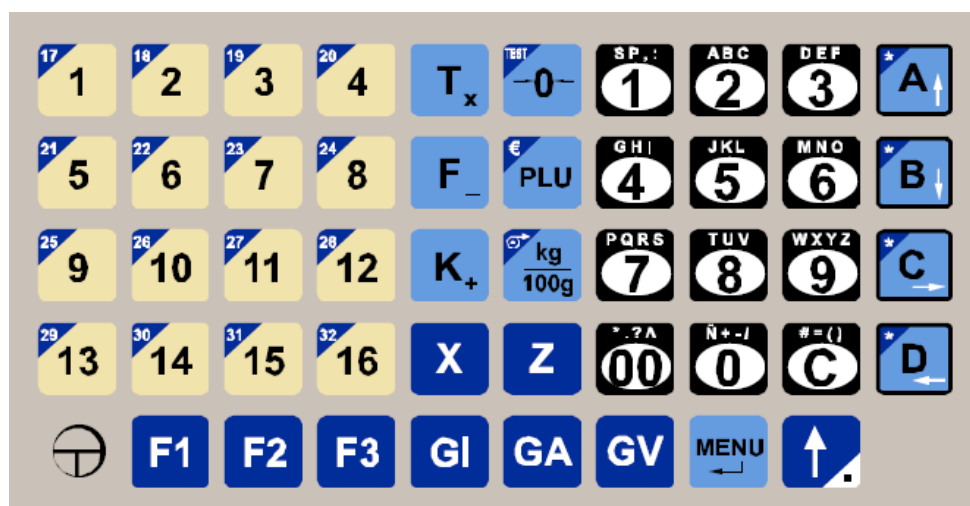 17 18 19 20 TEST SP,: ABC DEF *
1 2 3 4 Tx -0- 1 2 3 A↑
21 22 23 24 € GHI JKL MNO *
5 6 7 8 F_ PLU 4 5 6 B↓
25 26 27 28 PQRS TUV WXYZ *
9 10 11 12 K+ kg/100g 7 8 9 C→
29 30 31 32 *.?Λ Ñ+-/ #=() *
13 14 15 16 X Z 00 0 C D←
F1 F2 F3 GI GA GV MENU ↑ .